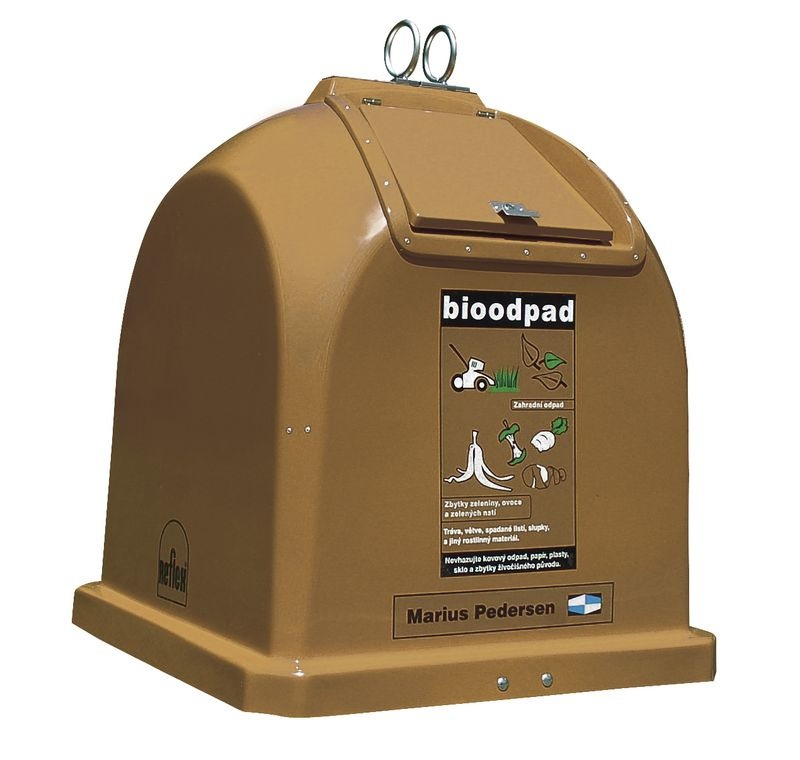 bioodpad
Zahradní odpad
Zbytky zeleniny, ovoce
a zelených natí
Tráva, větve, spadané listí, slupky,
a jiný rostlinný materiál.
Nevhazujte kovový odpad, papír, plasty,
sklo a zbytky živočišného původu.
Marius Pedersen
Reflex